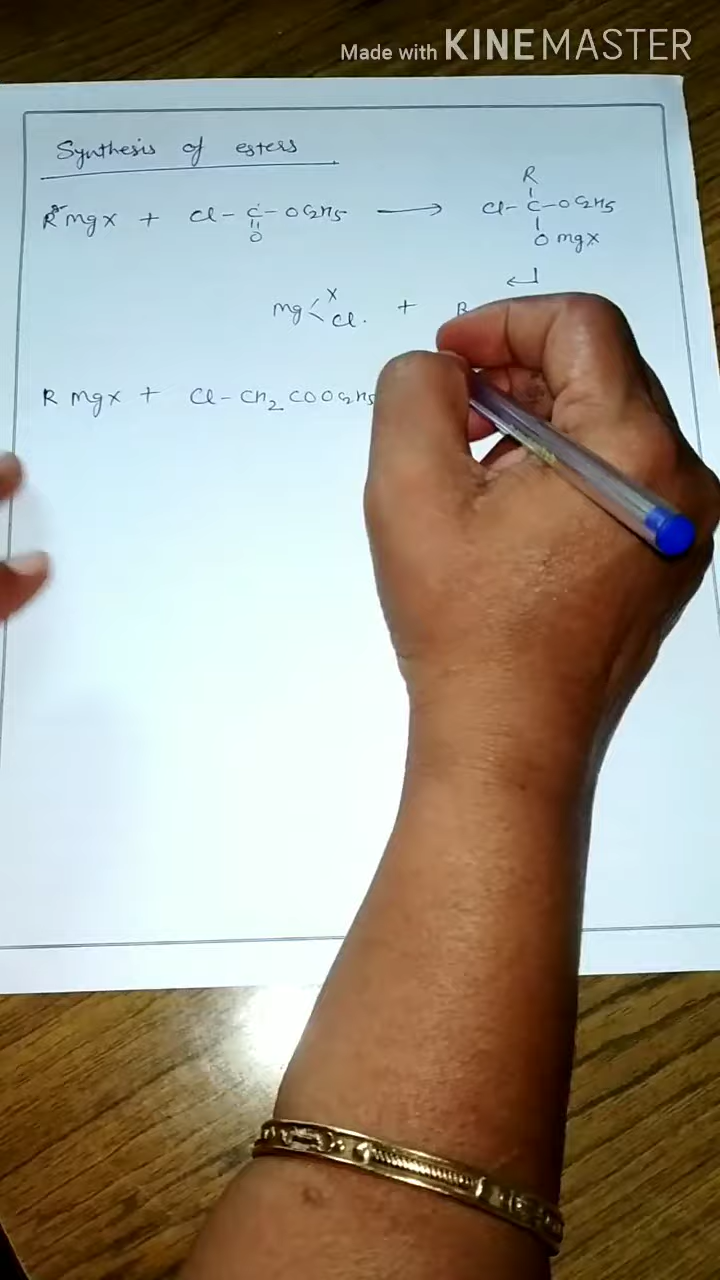 Made with KINEMASTER
Synthesis of esters
R
R δ- mgx + Cl - C - OC2H5 → Cl - C - OC2H5
O
O mgx
mg X Cl. + R
R mgx + Cl - CH2 COOC2H5